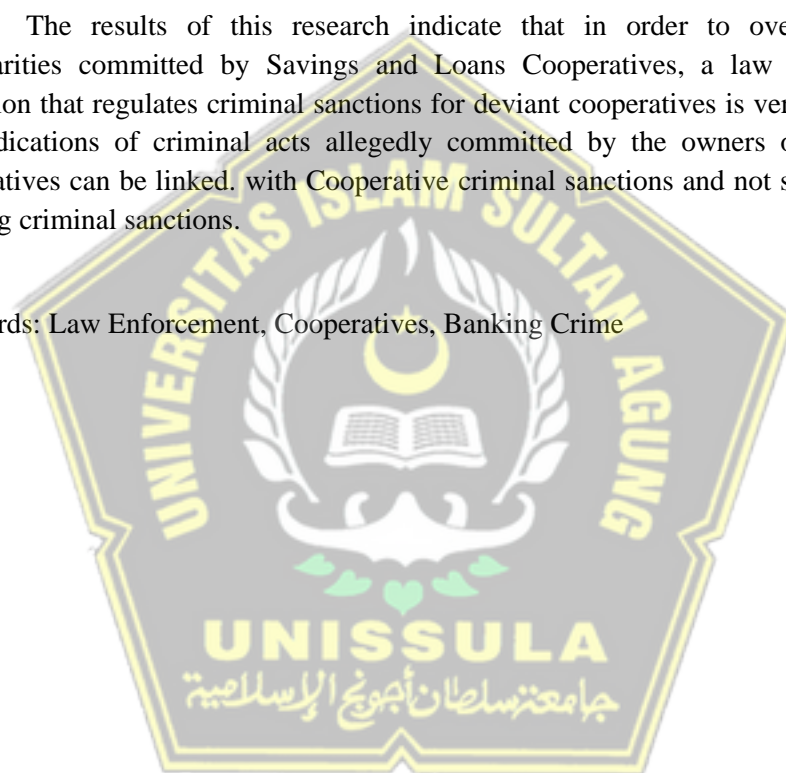 The results of this research indicate that in order to ove
arities committed by Savings and Loans Cooperatives, a law
ion that regulates criminal sanctions for deviant cooperatives is ver
dications of criminal acts allegedly committed by the owners o
atives can be linked. with Cooperative criminal sanctions and not s
g criminal sanctions.
rds: Law Enforcement, Cooperatives, Banking Crime
UNIVERSITAS ISLAM SULTAN AGUNG
UNISSULA
جامعة سلطان أجونج الإسلامية